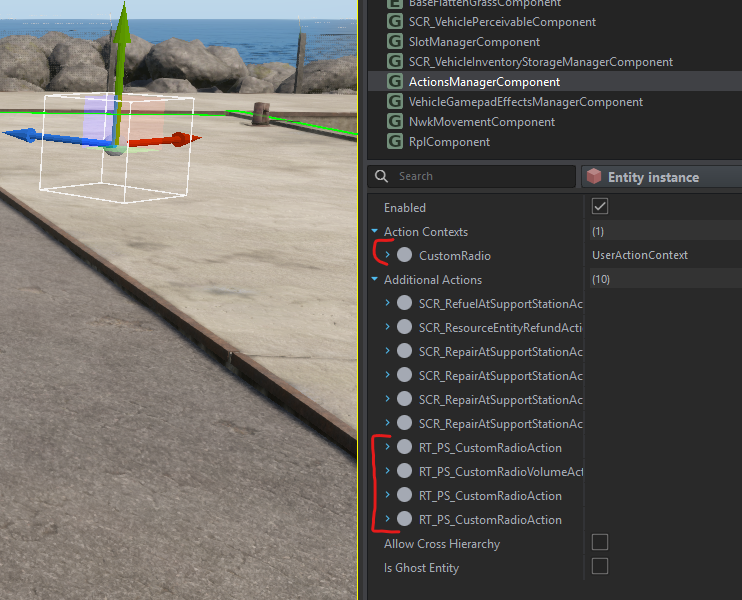 BaseFlattenGrassComponent
SCR_VehiclePerceivableComponent
SlotManagerComponent
SCR_VehicleInventoryStorageManagerComponent
ActionsManagerComponent
VehicleGamepadEffectsManagerComponent
NwkMovementComponent
RplComponent
Search
Entity instance
Enabled
Action Contexts (1)
CustomRadio UserActionContext
Additional Actions (10)
SCR_RefuelAtSupportStationAc
SCR_ResourceEntityRefundActi
SCR_RepairAtSupportStationAc
SCR_RepairAtSupportStationAc
SCR_RepairAtSupportStationAc
SCR_RepairAtSupportStationAc
RT_PS_CustomRadioAction
RT_PS_CustomRadioVolumeAct
RT_PS_CustomRadioAction
RT_PS_CustomRadioAction
Allow Cross Hierarchy
Is Ghost Entity